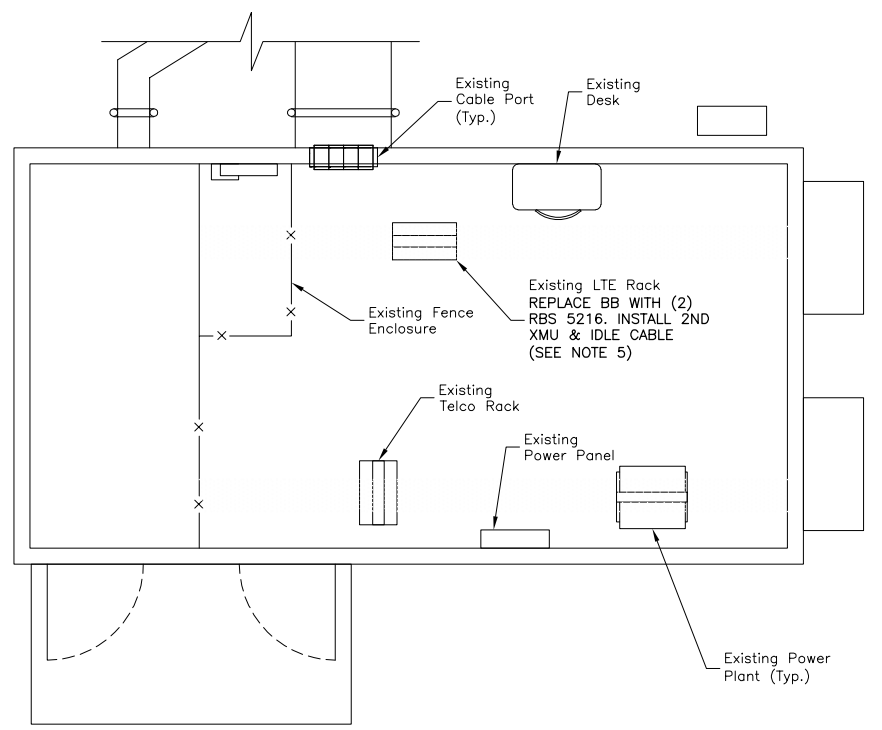 Existing
Cable Port
(Typ.)
Existing
Desk
Existing LTE Rack
REPLACE BB WITH (2)
RBS 5216. INSTALL 2ND
XMU & IDLE CABLE
(SEE NOTE 5)
Existing Fence
Enclosure
Existing
Telco Rack
Existing
Power Panel
Existing Power
Plant (Typ.)